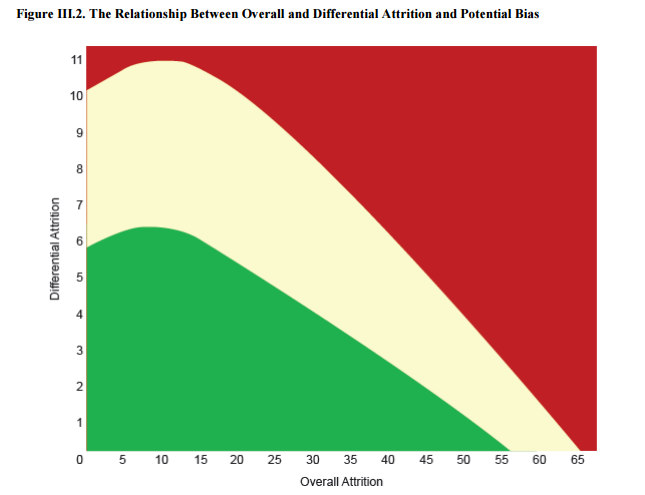 Figure III.2. The Relationship Between Overall and Differential Attrition and Potential Bias
11
10
9
8
7
6
5
4
3
2
1
Differential Attrition
0 5 10 15 20 25 30 35 40 45 50 55 60 65
Overall Attrition